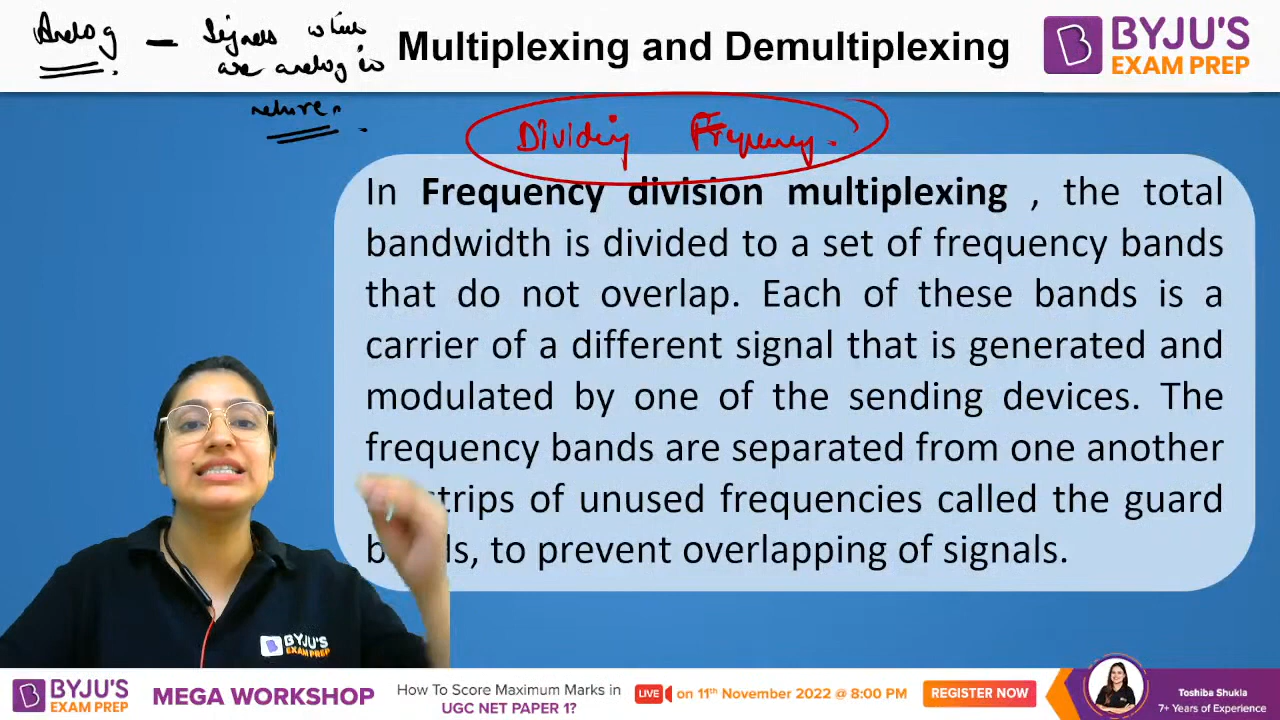 Analog — signals which
are analog in
nature.
Multiplexing and Demultiplexing
BYJU'S
EXAM PREP
Dividing Frequency.
In Frequency division multiplexing , the total
bandwidth is divided to a set of frequency bands
that do not overlap. Each of these bands is a
carrier of a different signal that is generated and
modulated by one of the sending devices. The
frequency bands are separated from one another
strips of unused frequencies called the guard
to prevent overlapping of signals.
BYJU'S
EXAM PREP
BYJU'S
EXAM PREP
MEGA WORKSHOP
How To Score Maximum Marks in
UGC NET PAPER 1?
LIVE on 11th November 2022 @ 8:00 PM
REGISTER NOW
Toshiba Shukla
7+ Years of Experience